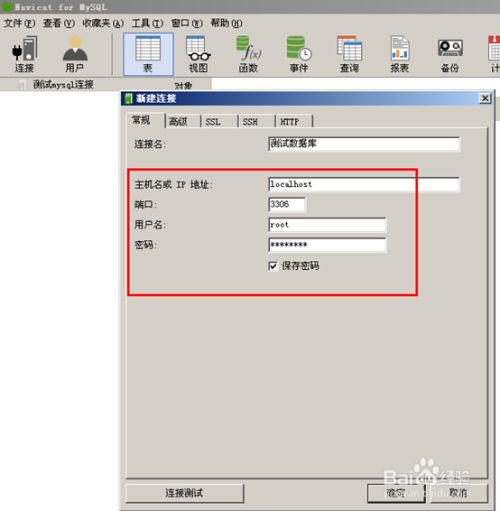 Navicat for MySQL
文件(F) 查看(V) 收藏夹(A) 工具(T) 窗口(W) 帮助(H)
连接 用户 表 视图 函数 事件 查询 报表 备份 计
测试mysql连接 对象
新建连接
常规 高级 SSL SSH HTTP
连接名: 测试数据库
主机名或 IP 地址: localhost
端口: 3306
用户名: root
密码: ********
保存密码
连接测试 确定 取消
Baidu经验